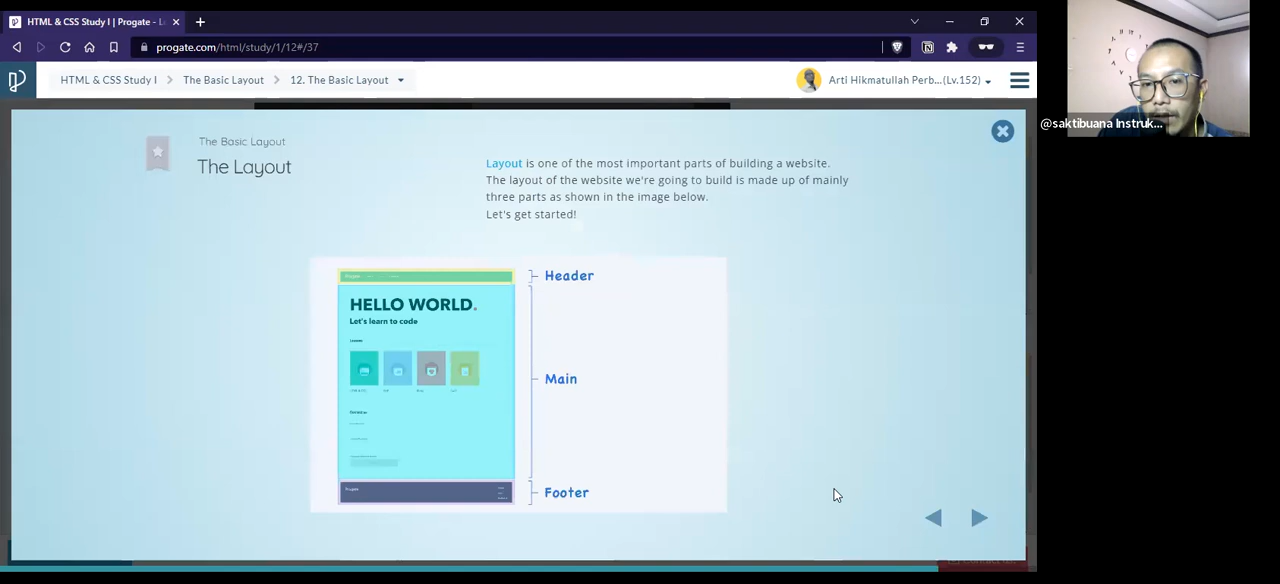 HTML & CSS Study I | Progate - L
progate.com/html/study/1/12#/37
HTML & CSS Study I
The Basic Layout
12. The Basic Layout
Arti Hikmatullah Perb...(Lv.152)
@saktibuana Instruk...
The Basic Layout
The Layout
Layout is one of the most important parts of building a website.
The layout of the website we're going to build is made up of mainly
three parts as shown in the image below.
Let's get started!
Progate
Header
HELLO WORLD.
Let's learn to code
Main
Progate
Footer